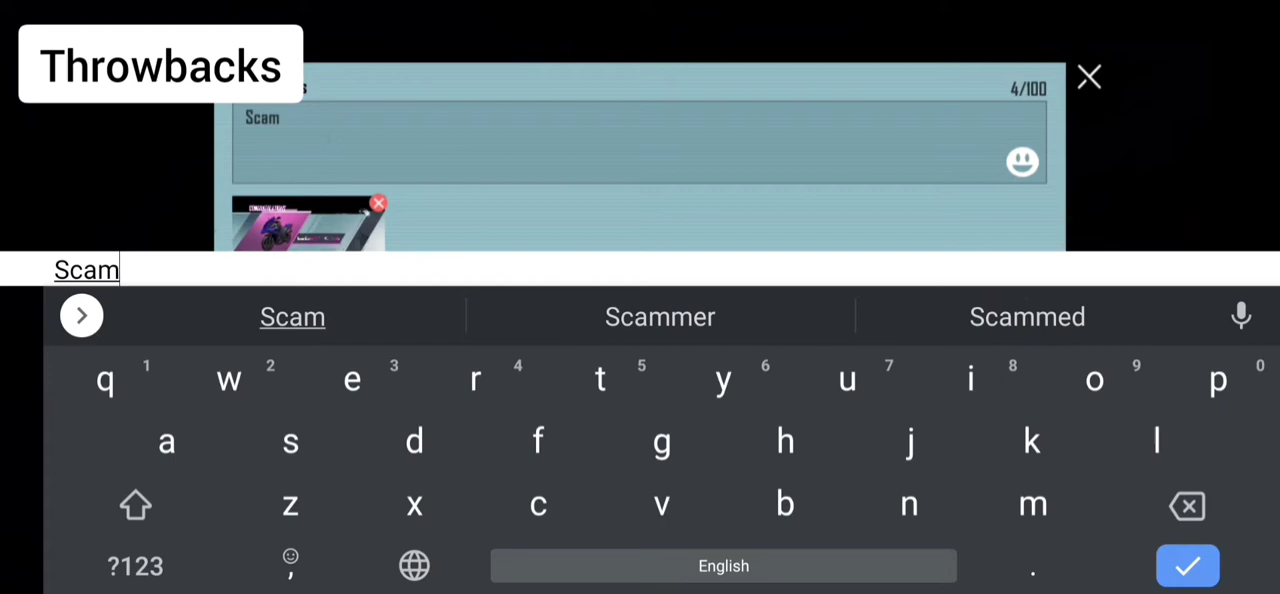 Throwbacks
s
4/100
Scam
CONGRATULATIONS
Scam
Scam Scammer Scammed
q 1 w 2 e 3 r 4 t 5 y 6 u 7 i 8 o 9 p 0
a s d f g h j k l
z x c v b n m
?123 , English .